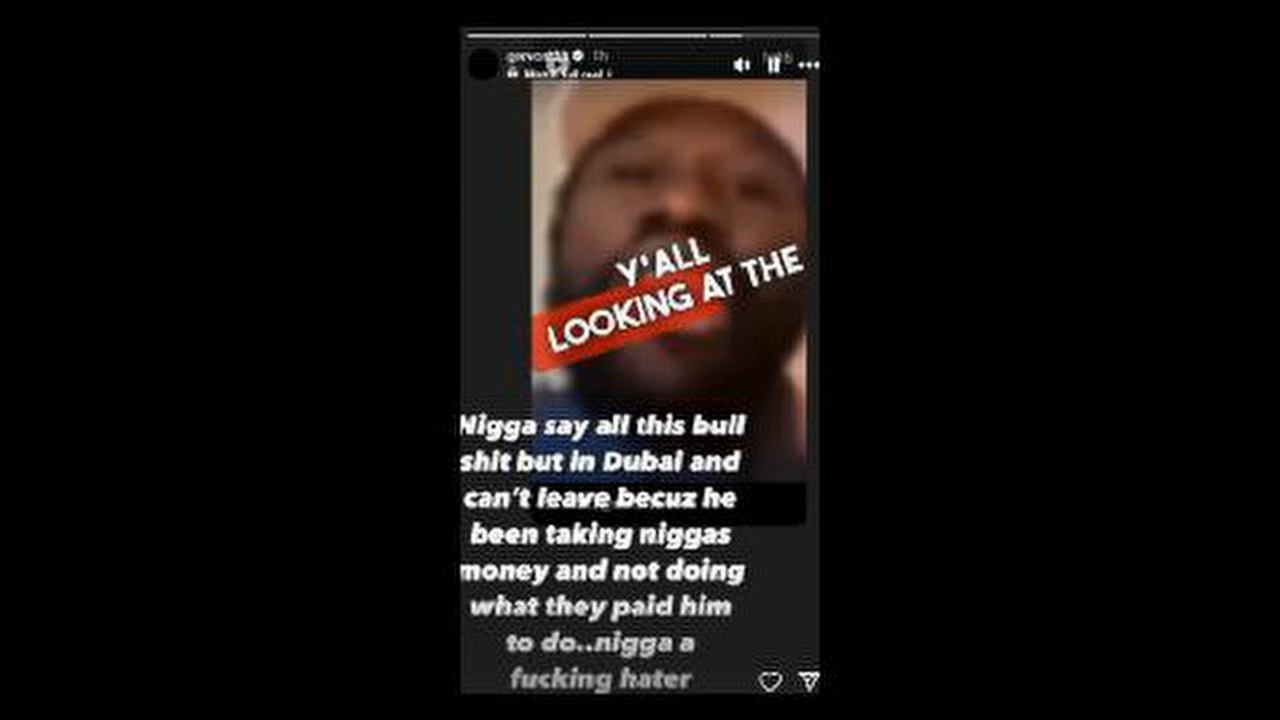 Y'ALL
LOOKING AT THE
Nigga say all this bull
shit but in Dubai and
can't leave becuz he
been taking niggas
money and not doing
what they paid him
to do..nigga a
fucking hater